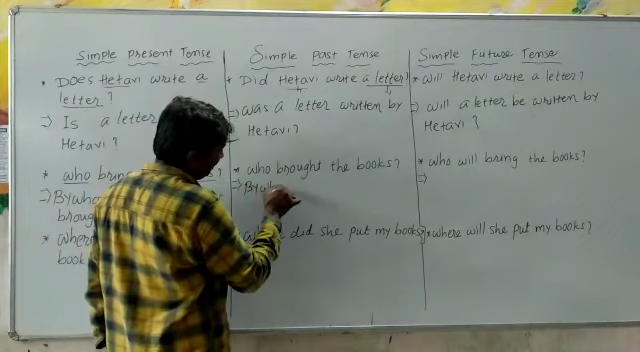 Simple Present Tense
• Does Hetavi write a
letter ?
⇒ Is a letter
Hetavi ?
* who
⇒ By
* where
book
Simple Past Tense
* Did Hetavi write a letter?
⇒ was a letter written by
Hetavi?
* who brought the books?
⇒ By
did she put my books?
Simple Future Tense
* will Hetavi write a letter?
⇒ will a letter be written by
Hetavi ?
* who will bring the books?
⇒
* where will she put my books?